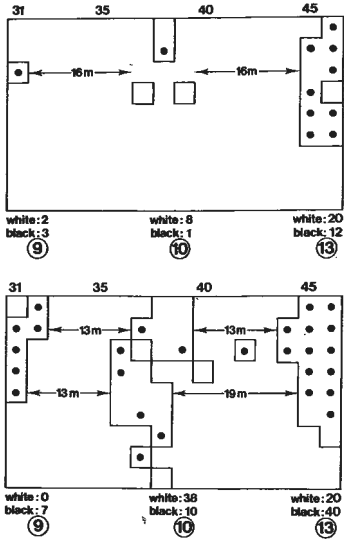 31 35 40 45
16m 16m
white:2 white:8 white:20
black:3 black:1 black:12
9 10 13
31 35 40 45
13m 13m
13m 19m
white:0 white:38 white:20
black:7 black:10 black:40
9 10 13